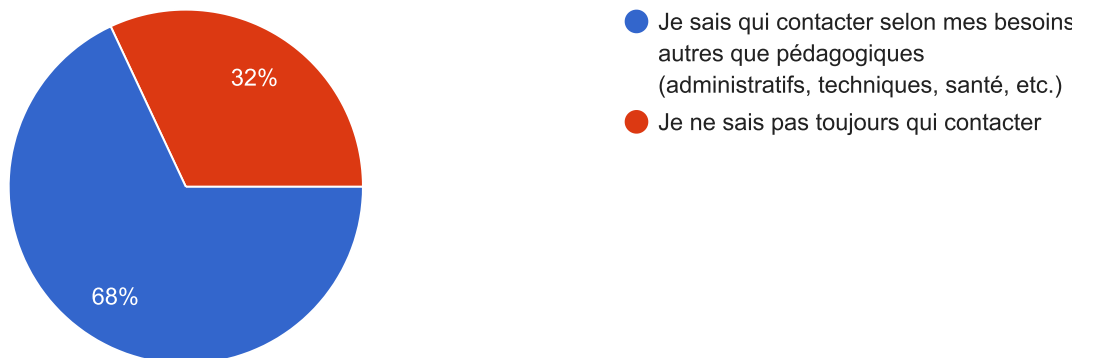 32%
68%
Je sais qui contacter selon mes besoins
autres que pédagogiques
(administratifs, techniques, santé, etc.)
Je ne sais pas toujours qui contacter